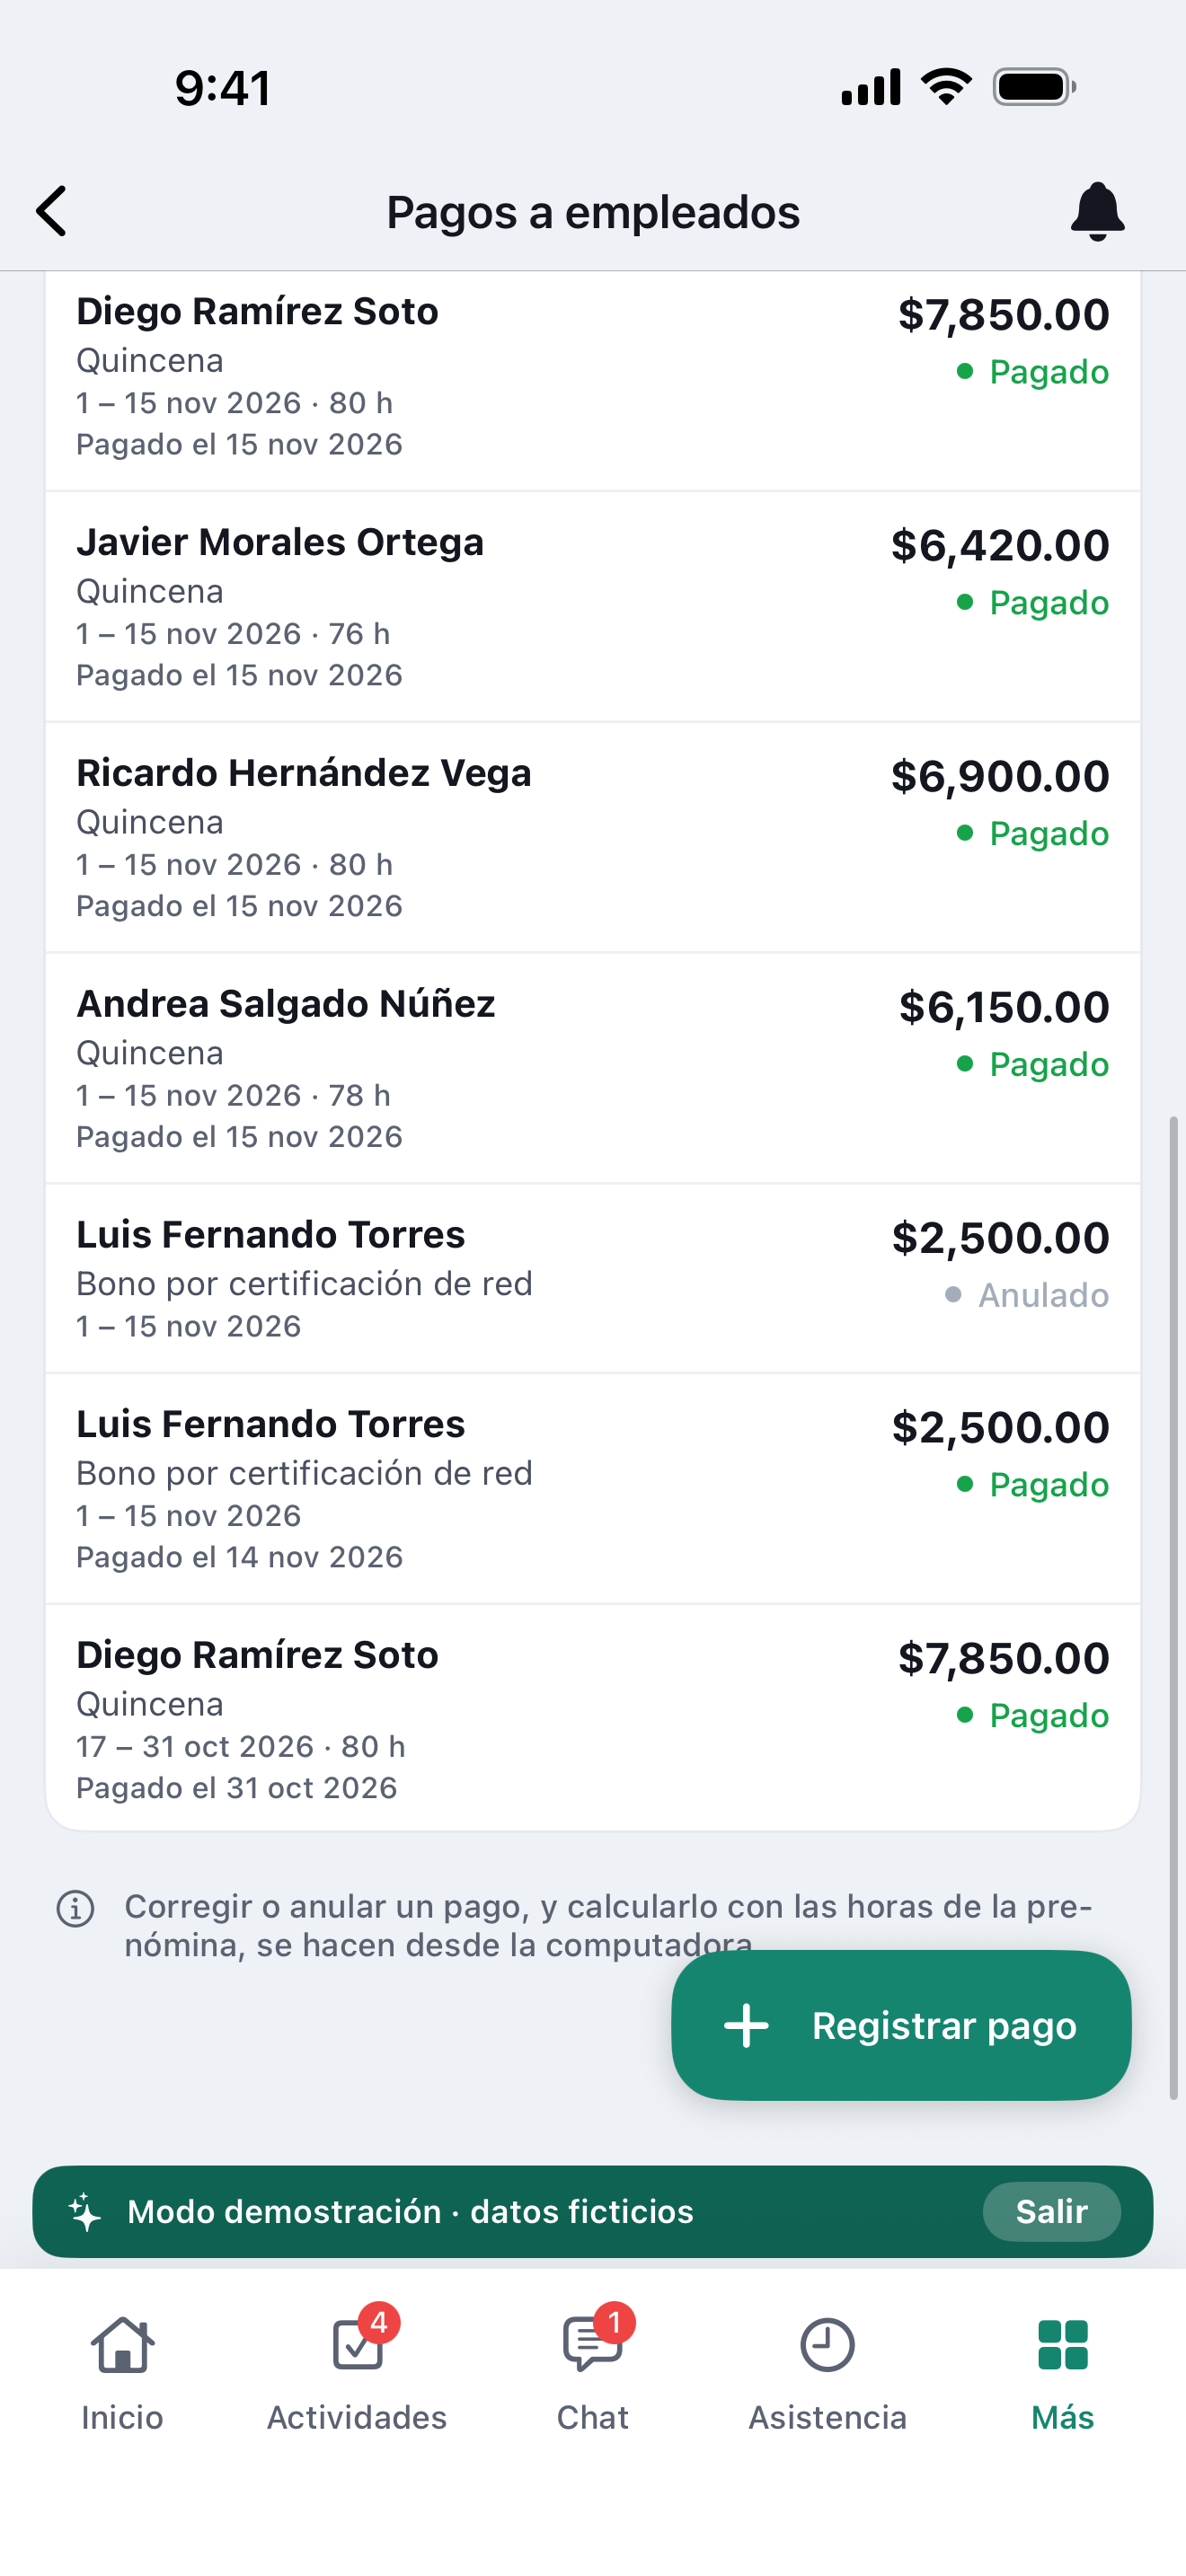 9:41
Pagos a empleados
Diego Ramírez Soto
$7,850.00
Quincena
Pagado
1 – 15 nov 2026 · 80 h
Pagado el 15 nov 2026
Javier Morales Ortega
$6,420.00
Quincena
Pagado
1 – 15 nov 2026 · 76 h
Pagado el 15 nov 2026
Ricardo Hernández Vega
$6,900.00
Quincena
Pagado
1 – 15 nov 2026 · 80 h
Pagado el 15 nov 2026
Andrea Salgado Núñez
$6,150.00
Quincena
Pagado
1 – 15 nov 2026 · 78 h
Pagado el 15 nov 2026
Luis Fernando Torres
$2,500.00
Bono por certificación de red
Anulado
1 – 15 nov 2026
Luis Fernando Torres
$2,500.00
Bono por certificación de red
Pagado
1 – 15 nov 2026
Pagado el 14 nov 2026
Diego Ramírez Soto
$7,850.00
Quincena
Pagado
17 – 31 oct 2026 · 80 h
Pagado el 31 oct 2026
Corregir o anular un pago, y calcularlo con las horas de la pre-
nómina, se hacen desde la computadora
Registrar pago
Modo demostración · datos ficticios
Salir
4
1
Inicio
Actividades
Chat
Asistencia
Más